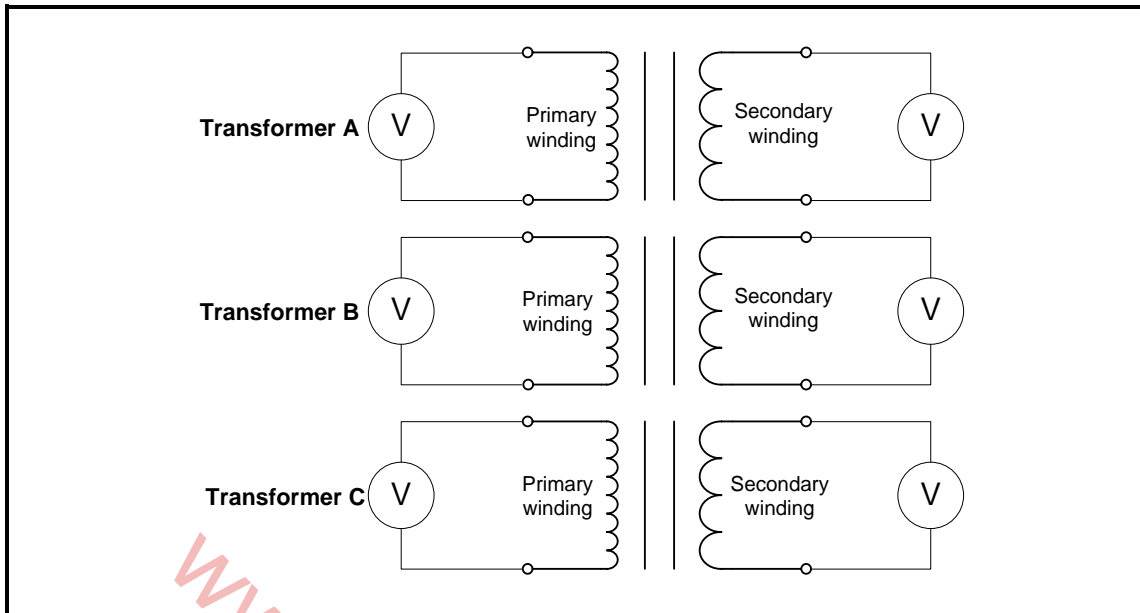 Transformer A
V
Primary
winding
Secondary
winding
V
Transformer B
V
Primary
winding
Secondary
winding
V
Transformer C
V
Primary
winding
Secondary
winding
V